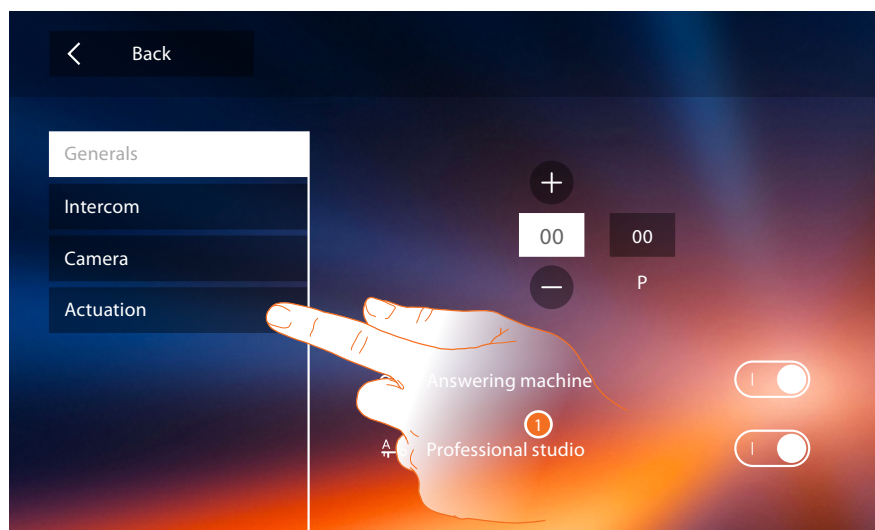 Back
Generals
Intercom
Camera
Actuation
00 00
P
Answering machine
1
Professional studio